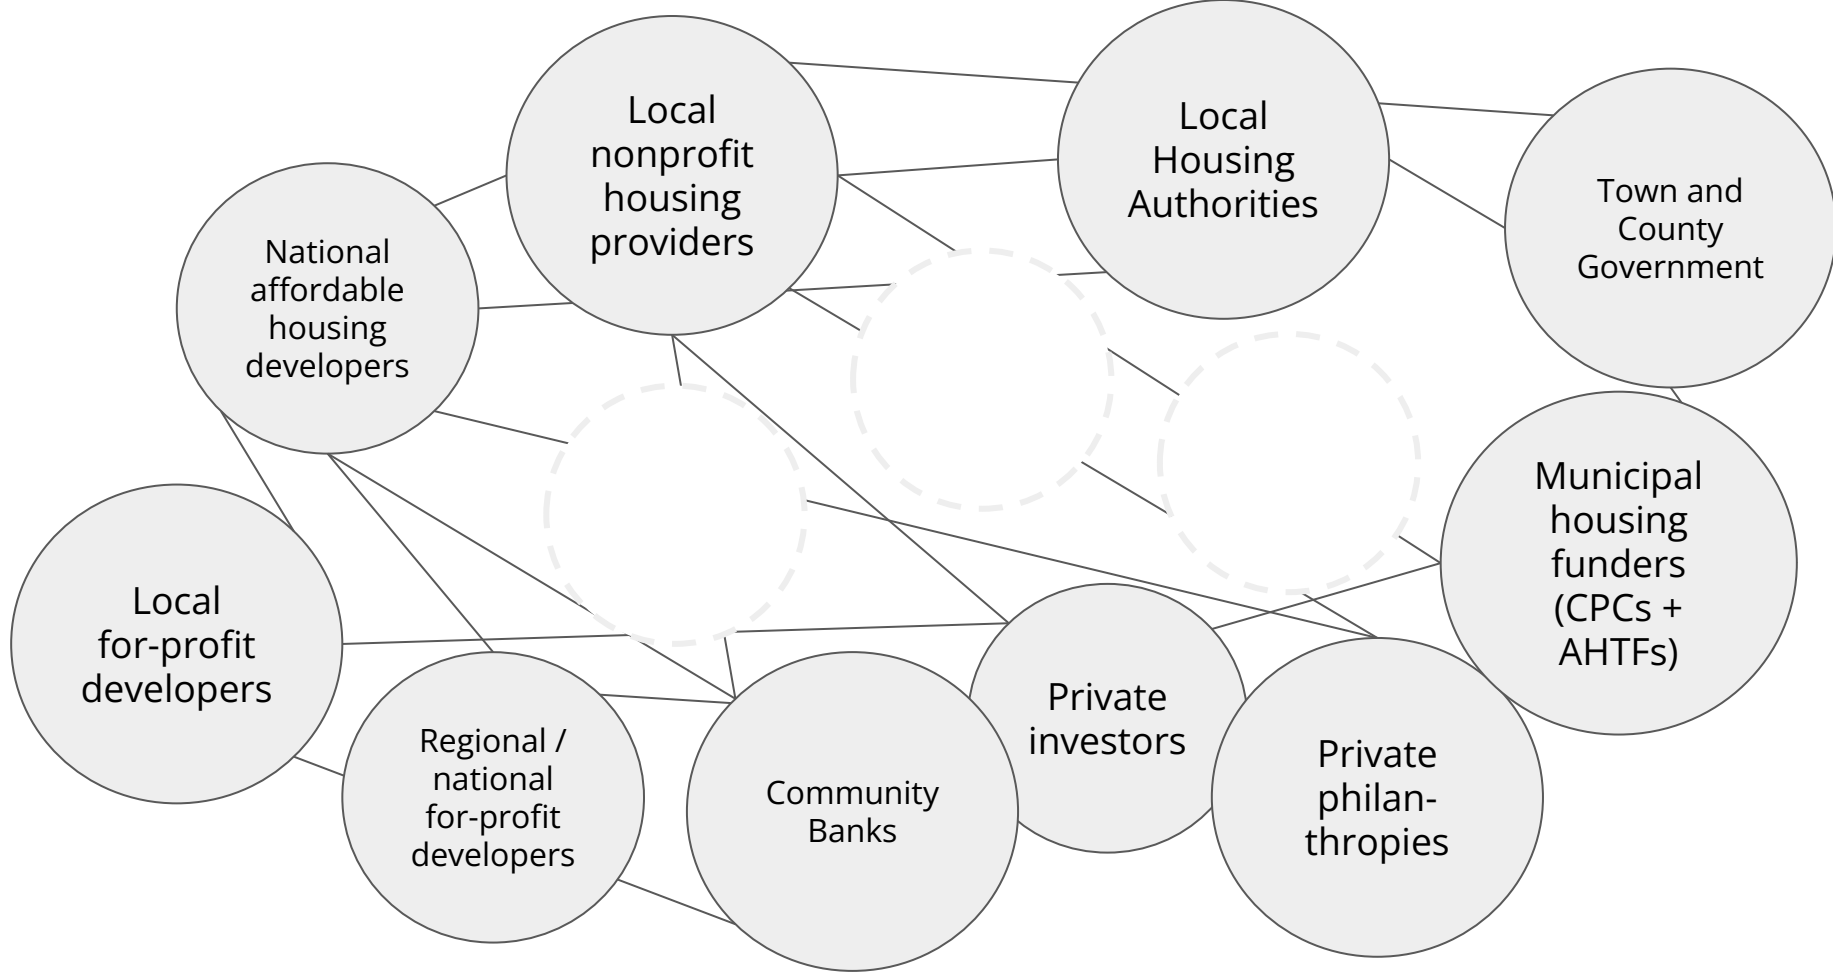 Local
nonprofit
housing
providers
Local
Housing
Authorities
Town and
County
Government
National
affordable
housing
developers
Municipal
housing
funders
(CPCs +
AHTFs)
Local
for-profit
developers
Regional /
national
for-profit
developers
Community
Banks
Private
investors
Private
philan-
thropies